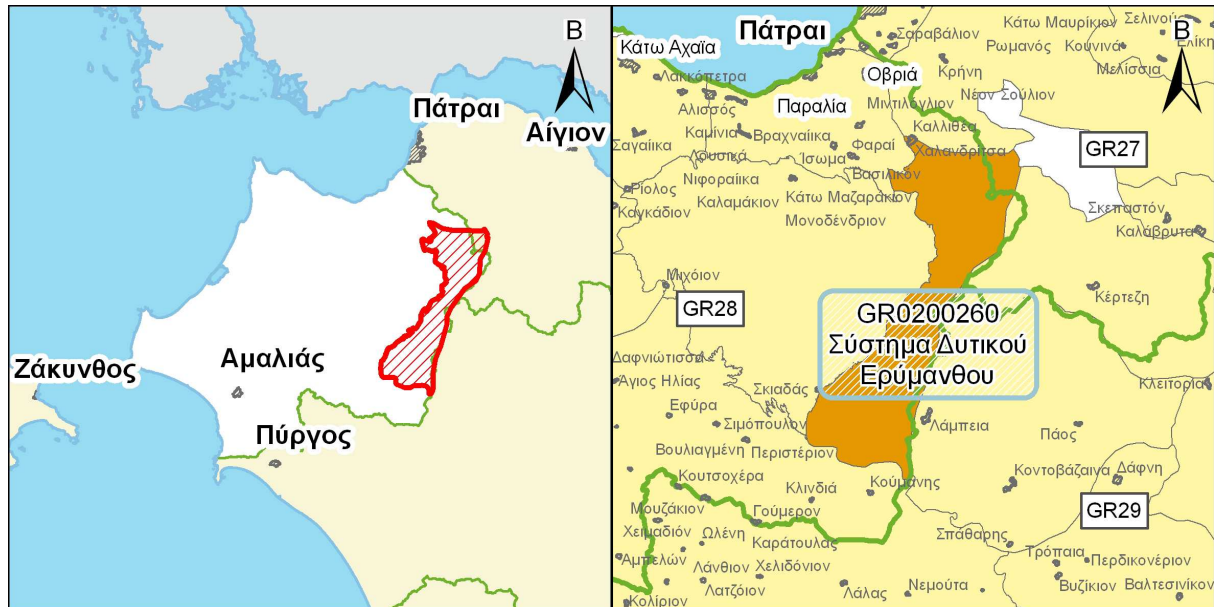 Β
Πάτραι
Αίγιον
Ζάκυνθος
Αμαλιάς
Πύργος
Πάτραι
Κάτω Αχαΐα
Σαραβάλιον
Κάτω Μαυρίκιον
Σελινούς
Β
Ρωμανός
Κουνινά
Ελίκη
Λακκόπετρα
Οβριά
Κρήνη
Μελίσσια
Αλισσός
Παραλία
Μιντιλόγλιον
Νέον Σούλιον
Καμίνια
Βραχναίικα
Καλλιθέα
Σαγαίικα
Λουσικά
Ίσωμα
Φαραί
Χαλανδρίτσα
GR27
Ρίολος
Νιφοραίικα
Βασιλικόν
Καγκάδιον
Καλαμάκιον
Κάτω Μαζαράκιον
Μονοδένδριον
Σκεπαστόν
Καλάβρυτα
Μιχόιον
Κέρτεζη
GR28
GR0200260
Σύστημα Δυτικού
Ερύμανθου
Δαφνιώτισσα
Άγιος Ηλίας
Σκιαδάς
Κλειτορία
Εφύρα
Σιμόπουλον
Λάμπεια
Πάος
Βουλιαγμένη
Περιστέριον
Κουτσοχέρα
Κλινδιά
Κούμανης
Κοντοβάζαινα
Δάφνη
Μουζάκιον
Γούμερον
GR29
Χειμαδιόν
Ωλένη
Καράτουλας
Σπάθαρης
Αμπελών
Λάνθιον
Χελιδόνιον
Τρόπαια
Περδικονέριον
Κολίριον
Λατζόιον
Λάλας
Νεμούτα
Βυζίκιον
Βαλτεσινίκον